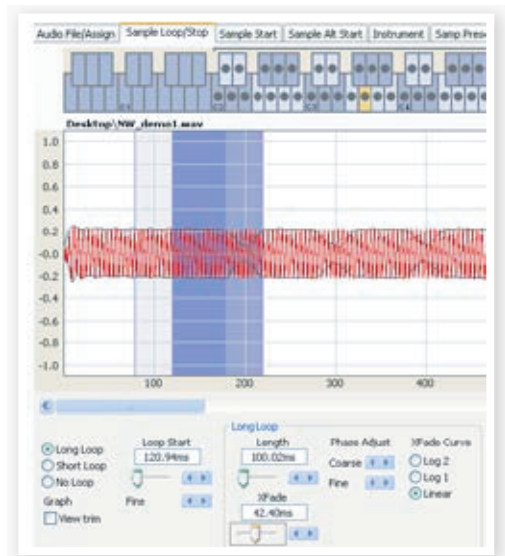 Audio File/Assign Sample Loop/Stop Sample Start Sample Alt Start Instrument Samp
C1 C2 C3 C4
Desktop\NW_demo1.wav
1.0
0.8
0.6
0.4
0.2
-0.0
-0.2
-0.4
-0.6
-0.8
-1.0
100 200 300 400
Long Loop
Long Loop
Short Loop
No Loop
Graph
View trim
Loop Start
120.94ms
Fine
Length
100.02ms
XFade
42.40ms
Phase Adjust
Coarse
Fine
XFade Curve
Log 2
Log 1
Linear